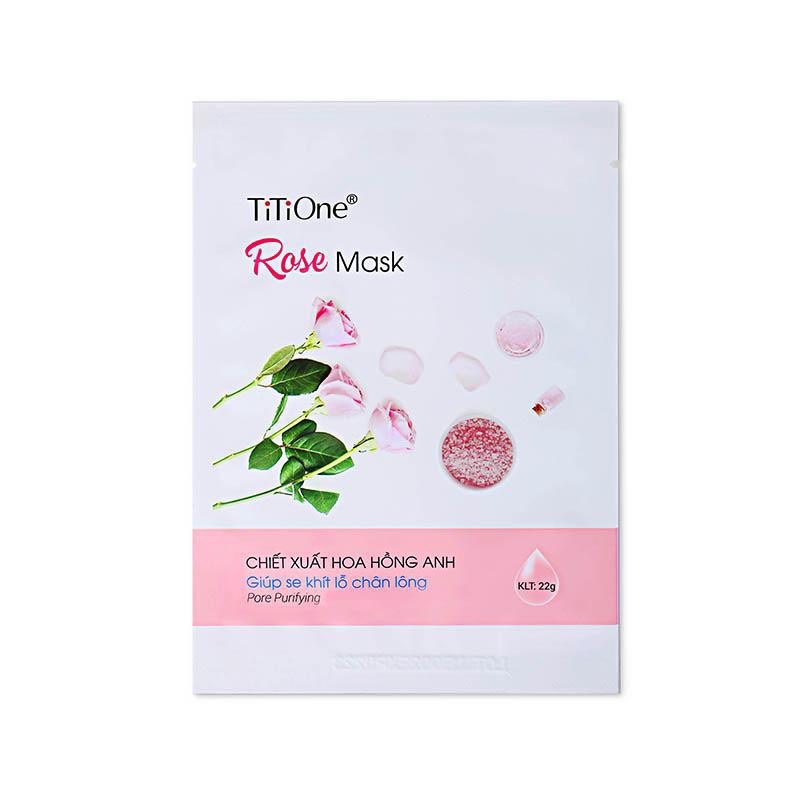 TiTiOne®
Rose Mask
CHIẾT XUẤT HOA HỒNG ANH
Giúp se khít lỗ chân lông
Pore Purifying
KLT: 22g